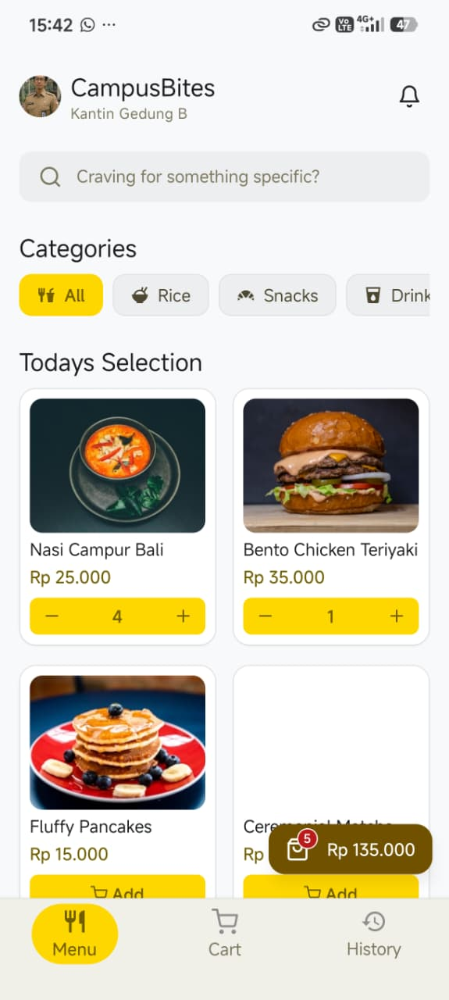 15:42 ...
Vo LTE 4G+ 47
CampusBites
Kantin Gedung B
Craving for something specific?
Categories
All Rice Snacks Drink
Todays Selection
Nasi Campur Bali Bento Chicken Teriyaki
Rp 25.000 Rp 35.000
− 4 + − 1 +
Fluffy Pancakes Ceremonial Matcha
Rp 15.000 Rp
5 Rp 135.000
Add Add
Menu Cart History